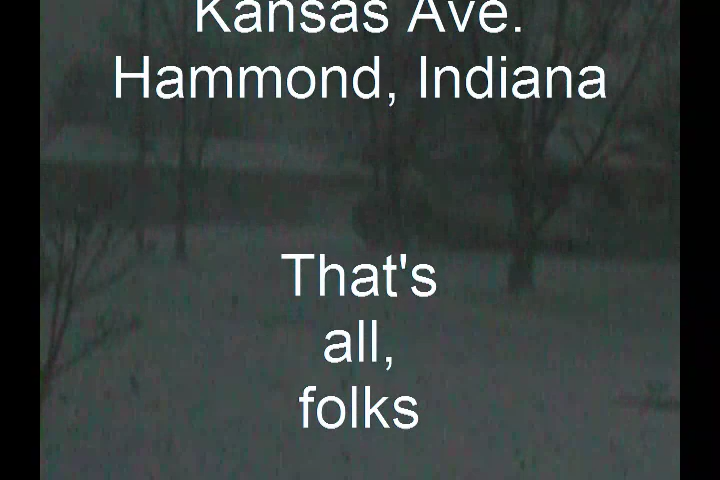 Kansas Ave.
Hammond, Indiana
That's
all,
folks